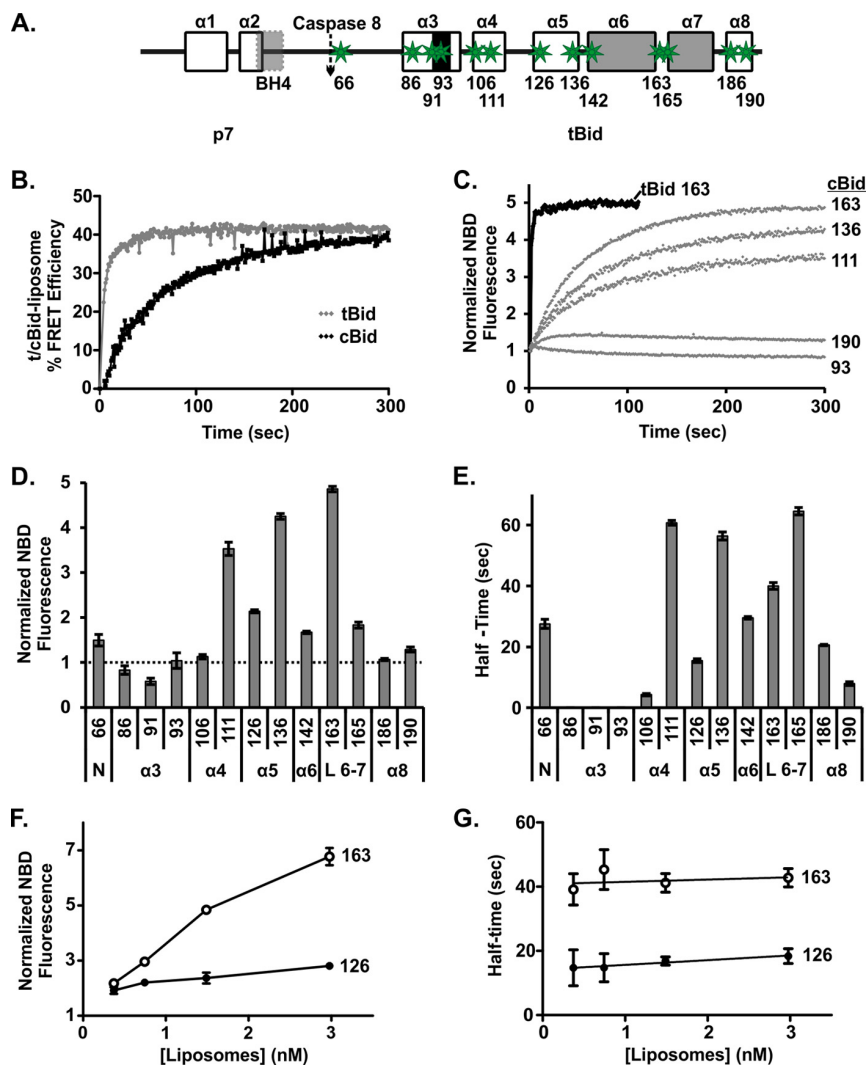 A.
α1 α2 Caspase 8 α3 α4 α5 α6 α7 α8
BH4 66 86 93 106 126 136 163 186
91 111 142 165 190
p7 tBid
B.
t/cBid-liposome
% FRET Efficiency
50
40
30
20
10
0
tBid
cBid
0 100 200 300
Time (sec)
C.
Normalized NBD
Fluorescence
5
4
3
2
1
0
tBid 163
cBid
163
136
111
190
93
0 100 200 300
Time (sec)
D.
Normalized NBD
Fluorescence
5
4
3
2
1
0
66 86 91 93 106 111 126 136 142 163 165 186 190
N α3 α4 α5 α6 L 6-7 α8
E.
Half -Time (sec)
60
40
20
0
66 86 91 93 106 111 126 136 142 163 165 186 190
N α3 α4 α5 α6 L 6-7 α8
F.
Normalized NBD
Fluorescence
7
5
3
1
163
126
0 1 2 3
[Liposomes] (nM)
G.
Half-time (sec)
60
40
20
0
163
126
0 1 2 3
[Liposomes] (nM)